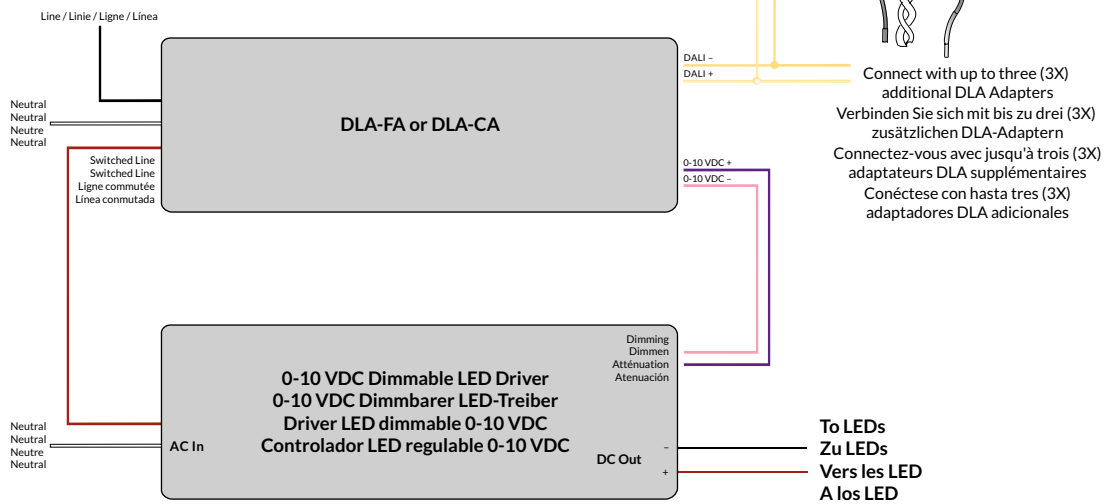 Line / Linie / Ligne / Línea
Neutral
Neutral
Neutre
Neutral
Switched Line
Switched Line
Ligne commutée
Línea conmutada
DLA-FA or DLA-CA
DALI –
DALI +
0-10 VDC +
0-10 VDC –
Connect with up to three (3X)
additional DLA Adapters
Verbinden Sie sich mit bis zu drei (3X)
zusätzlichen DLA-Adaptern
Connectez-vous avec jusqu'à trois (3X)
adaptateurs DLA supplémentaires
Conéctese con hasta tres (3X)
adaptadores DLA adicionales
Dimming
Dimmen
Atténuation
Atenuación
0-10 VDC Dimmable LED Driver
0-10 VDC Dimmbarer LED-Treiber
Driver LED dimmable 0-10 VDC
Controlador LED regulable 0-10 VDC
Neutral
Neutral
Neutre
Neutral
AC In
DC Out
–
+
To LEDs
Zu LEDs
Vers les LED
A los LED